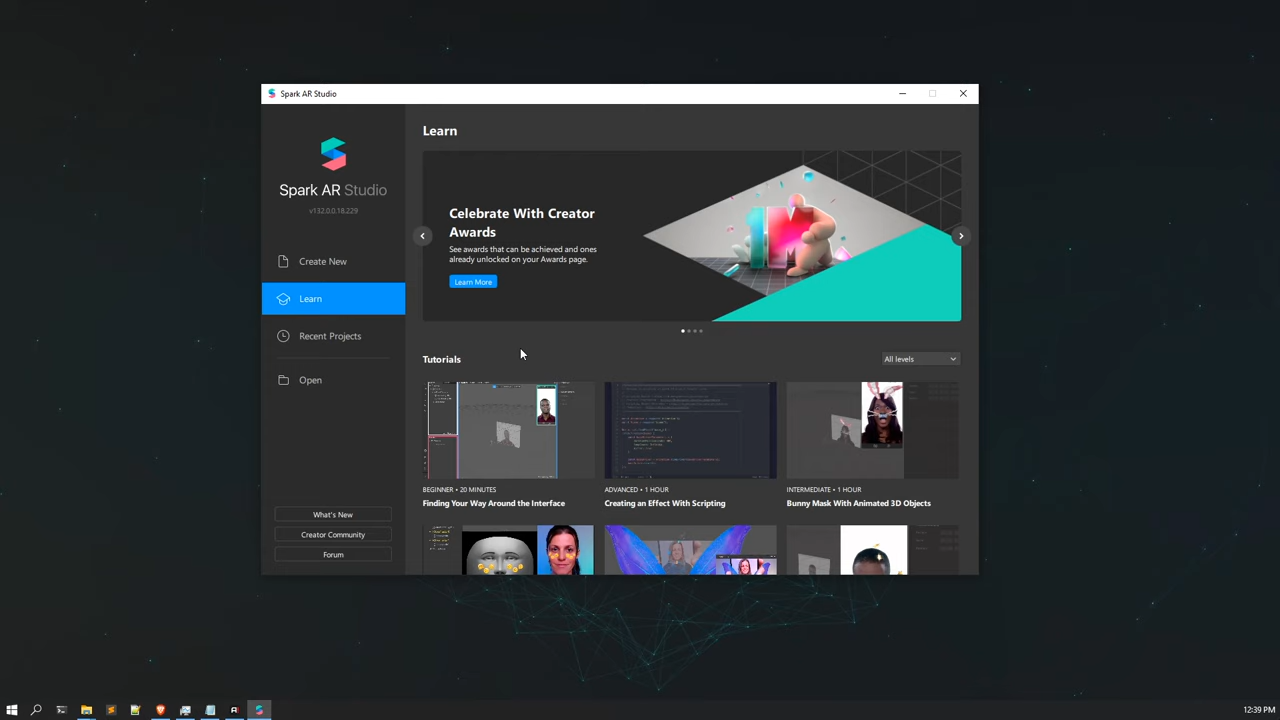 Spark AR Studio
Spark AR Studio
v132.0.0.18.229
Create New
Learn
Recent Projects
Open
What's New
Creator Community
Forum
Learn
Celebrate With Creator
Awards
See awards that can be achieved and ones
already unlocked on your Awards page.
Learn More
Tutorials
All levels
BEGINNER • 20 MINUTES
Finding Your Way Around the Interface
ADVANCED • 1 HOUR
Creating an Effect With Scripting
INTERMEDIATE • 1 HOUR
Bunny Mask With Animated 3D Objects
12:39 PM